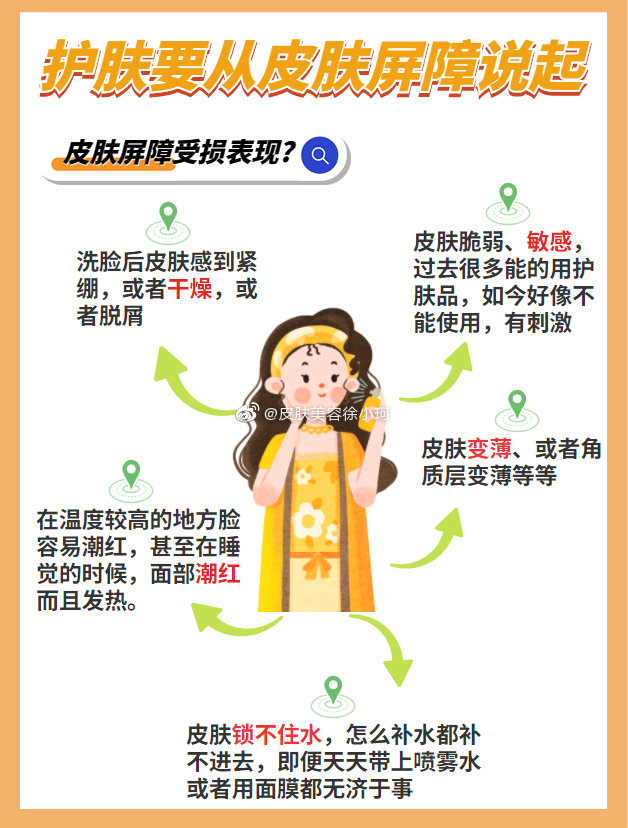 护肤要从皮肤屏障说起
皮肤屏障受损表现?
洗脸后皮肤感到紧
绷，或者干燥，或
者脱屑
皮肤脆弱、敏感，
过去很多能的用护
肤品，如今好像不
能使用，有刺激
@皮肤美容徐小珂
皮肤变薄、或者角
质层变薄等等
在温度较高的地方脸
容易潮红，甚至在睡
觉的时候，面部潮红
而且发热。
皮肤锁不住水，怎么补水都补
不进去，即便天天带上喷雾水
或者用面膜都无济于事